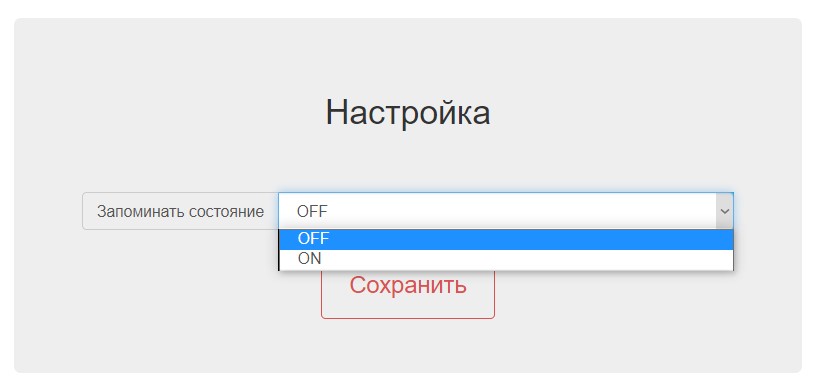 Настройка
Запоминать состояние OFF
OFF
ON
Сохранить